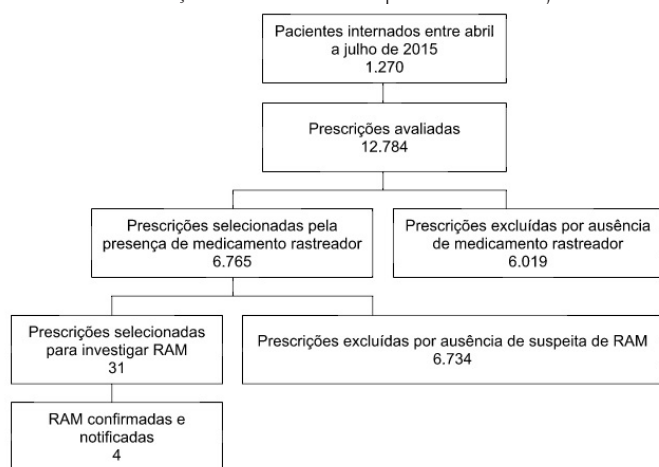 Pacientes internados entre abril
a julho de 2015
1.270
Prescrições avaliadas
12.784
Prescrições selecionadas pela
presença de medicamento rastreador
6.765
Prescrições excluídas por ausência
de medicamento rastreador
6.019
Prescrições selecionadas
para investigar RAM
31
Prescrições excluídas por ausência de suspeita de RAM
6.734
RAM confirmadas e
notificadas
4